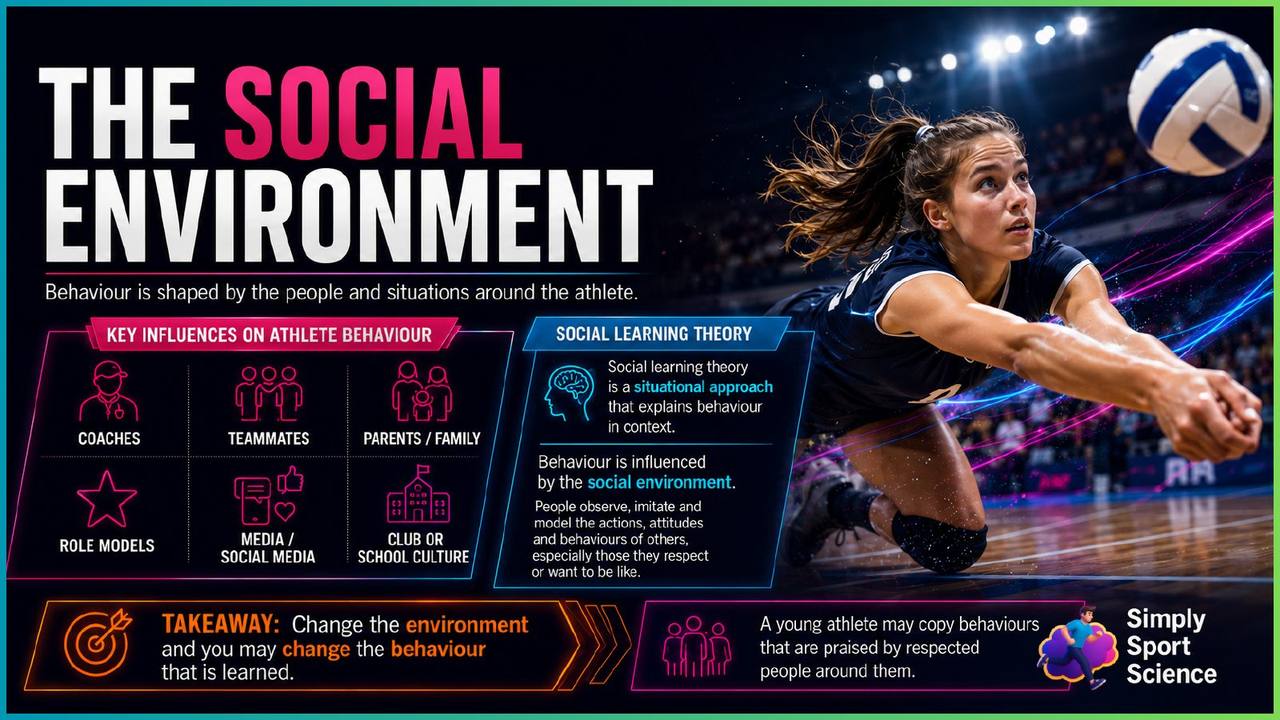 THE SOCIAL
ENVIRONMENT
Behaviour is shaped by the people and situations around the athlete.
KEY INFLUENCES ON ATHLETE BEHAVIOUR
COACHES
TEAMMATES
PARENTS / FAMILY
ROLE MODELS
MEDIA /
SOCIAL MEDIA
CLUB OR
SCHOOL CULTURE
SOCIAL LEARNING THEORY
Social learning theory
is a situational approach
that explains behaviour
in context.
Behaviour is influenced
by the social environment.
People observe, imitate and
model the actions, attitudes
and behaviours of others,
especially those they respect
or want to be like.
TAKEAWAY: Change the environment
and you may change the behaviour
that is learned.
A young athlete may copy behaviours
that are praised by respected
people around them.
Simply
Sport
Science